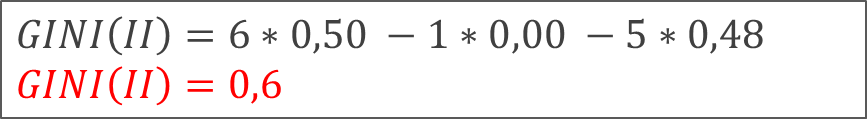 GINI(II) = 6 ∗ 0,50 − 1 ∗ 0,00 − 5 ∗ 0,48
GINI(II) = 0,6